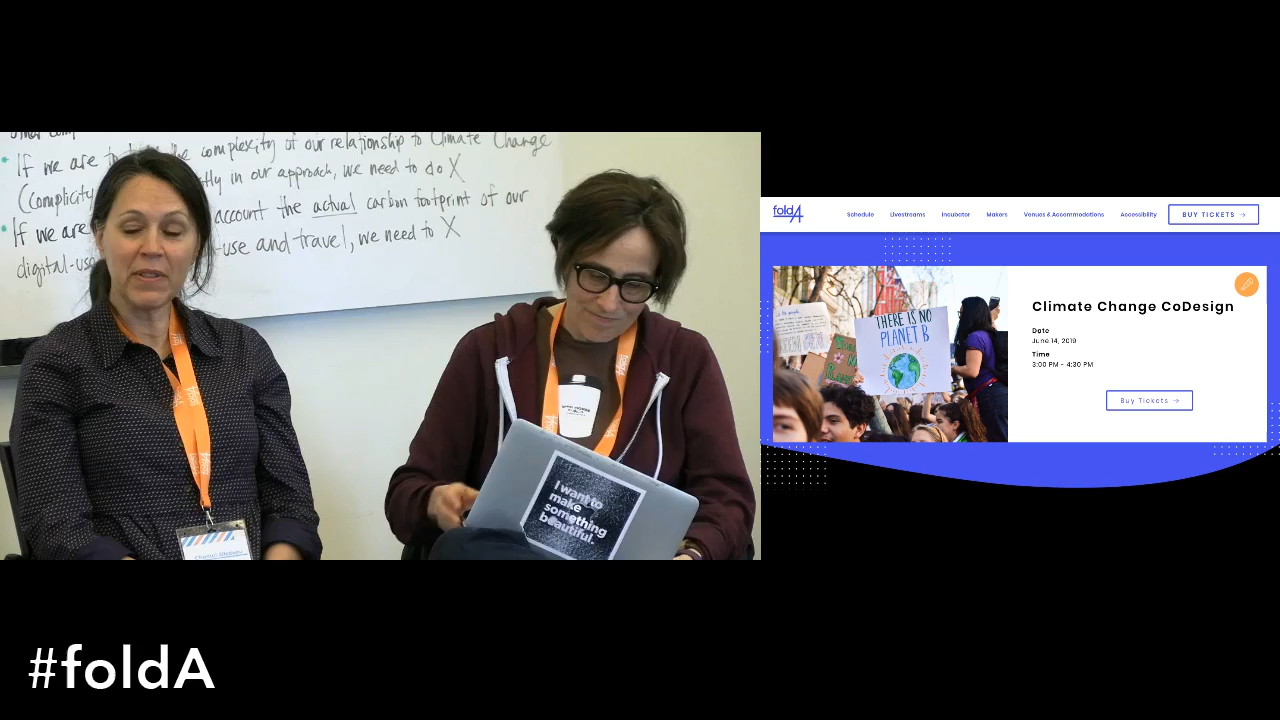 If we are to the complexity of our relationship to Climate Change
(complicity in our approach, we need to do X
If we are account the actual carbon footprint of our
digital-use -use and travel, we need to X
I want to
make
something
beautiful.
foldA
Schedule Livestreams Incubator Makers Venues & Accommodations Accessibility BUY TICKETS →
THERE IS NO
PLANET B
Climate Change CoDesign
Date
June 14, 2019
Time
3:00 PM - 4:30 PM
Buy Tickets →
#foldA